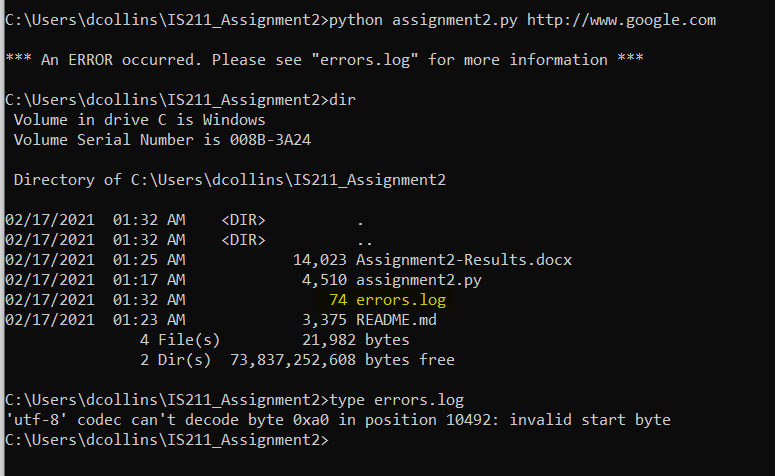 C:\Users\dcollins\IS211_Assignment2>python assignment2.py http://www.google.com
*** An ERROR occurred. Please see "errors.log" for more information ***
C:\Users\dcollins\IS211_Assignment2>dir
Volume in drive C is Windows
Volume Serial Number is 008B-3A24
Directory of C:\Users\dcollins\IS211_Assignment2
02/17/2021  01:32 AM    <DIR>          .
02/17/2021  01:32 AM    <DIR>          ..
02/17/2021  01:25 AM            14,023 Assignment2-Results.docx
02/17/2021  01:17 AM             4,510 assignment2.py
02/17/2021  01:32 AM                74 errors.log
02/17/2021  01:23 AM             3,375 README.md
4 File(s)         21,982 bytes
2 Dir(s)  73,837,252,608 bytes free
C:\Users\dcollins\IS211_Assignment2>type errors.log
'utf-8' codec can't decode byte 0xa0 in position 10492: invalid start byte
C:\Users\dcollins\IS211_Assignment2>